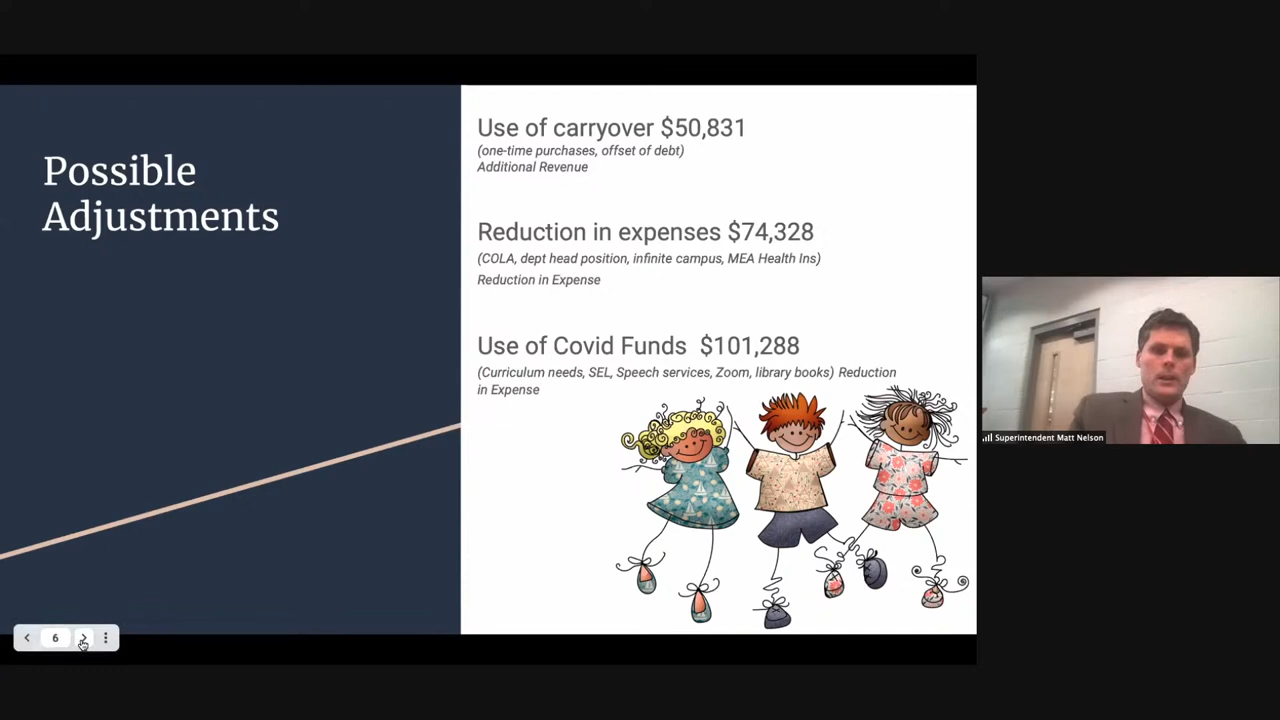 Possible
Adjustments
Use of carryover $50,831
(one-time purchases, offset of debt)
Additional Revenue
Reduction in expenses $74,328
(COLA, dept head position, infinite campus, MEA Health Ins)
Reduction in Expense
Use of Covid Funds $101,288
(Curriculum needs, SEL, Speech services, Zoom, library books) Reduction
in Expense
6
Superintendent Matt Nelson